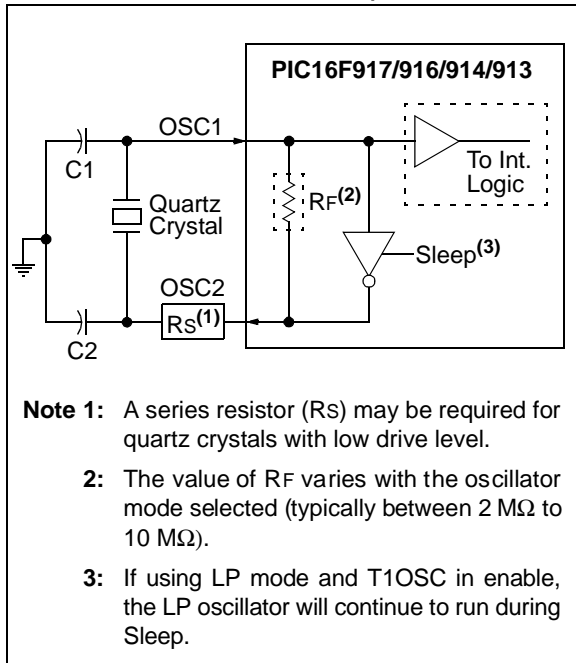 PIC16F917/916/914/913
OSC1
C1
To Int.
Logic
RF(2)
Quartz
Crystal
Sleep(3)
OSC2
RS(1)
C2
Note 1: A series resistor (RS) may be required for
quartz crystals with low drive level.
2: The value of RF varies with the oscillator
mode selected (typically between 2 MΩ to
10 MΩ).
3: If using LP mode and T1OSC in enable,
the LP oscillator will continue to run during
Sleep.